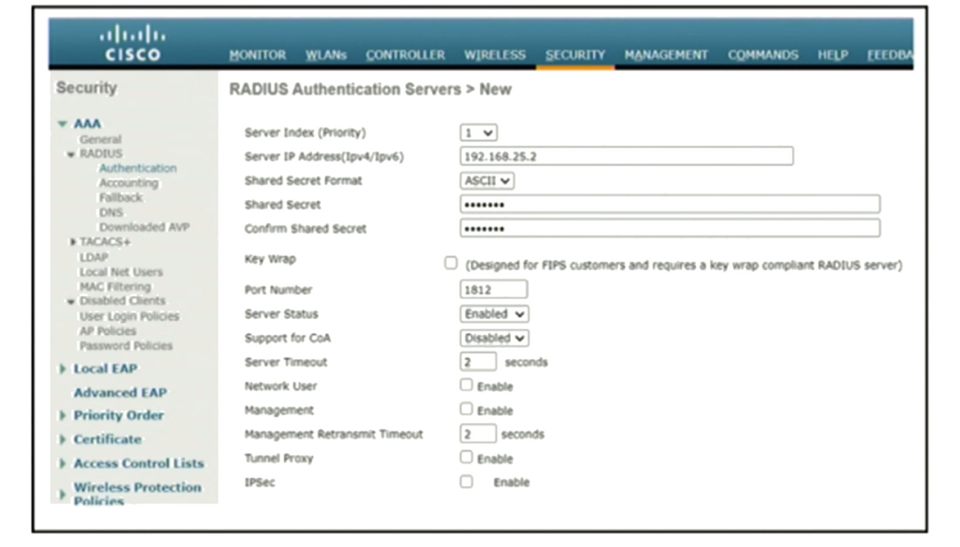 CISCO
MONITOR WLANs CONTROLLER WIRELESS SECURITY MANAGEMENT COMMANDS HELP FEEDBA
Security
AAA
General
RADIUS
Authentication
Accounting
Fallback
DNS
Downloaded AVP
TACACS+
LDAP
Local Net Users
MAC Filtering
Disabled Clients
User Login Policies
AP Policies
Password Policies
Local EAP
Advanced EAP
Priority Order
Certificate
Access Control Lists
Wireless Protection
Policies
RADIUS Authentication Servers > New
Server Index (Priority) 1
Server IP Address(Ipv4/Ipv6) 192.168.25.2
Shared Secret Format ASCII
Shared Secret •••••••
Confirm Shared Secret •••••••
Key Wrap (Designed for FIPS customers and requires a key wrap compliant RADIUS server)
Port Number 1812
Server Status Enabled
Support for CoA Disabled
Server Timeout 2 seconds
Network User Enable
Management Enable
Management Retransmit Timeout 2 seconds
Tunnel Proxy Enable
IPSec Enable